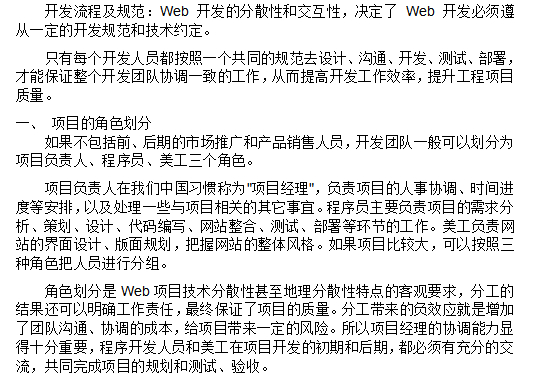 开发流程及规范：Web 开发的分散性和交互性，决定了 Web 开发必须遵
从一定的开发规范和技术约定。
只有每个开发人员都按照一个共同的规范去设计、沟通、开发、测试、部署，
才能保证整个开发团队协调一致的工作，从而提高开发工作效率，提升工程项目
质量。
一、 项目的角色划分
如果不包括前、后期的市场推广和产品销售人员，开发团队一般可以划分为
项目负责人、程序员、美工三个角色。
项目负责人在我们中国习惯称为"项目经理"，负责项目的人事协调、时间进
度等安排，以及处理一些与项目相关的其它事宜。程序员主要负责项目的需求分
析、策划、设计、代码编写、网站整合、测试、部署等环节的工作。美工负责网
站的界面设计、版面规划，把握网站的整体风格。如果项目比较大，可以按照三
种角色把人员进行分组。
角色划分是 Web 项目技术分散性甚至地理分散性特点的客观要求，分工的
结果还可以明确工作责任，最终保证了项目的质量。分工带来的负效应就是增加
了团队沟通、协调的成本，给项目带来一定的风险。所以项目经理的协调能力显
得十分重要，程序开发人员和美工在项目开发的初期和后期，都必须有充分的交
流，共同完成项目的规划和测试、验收。